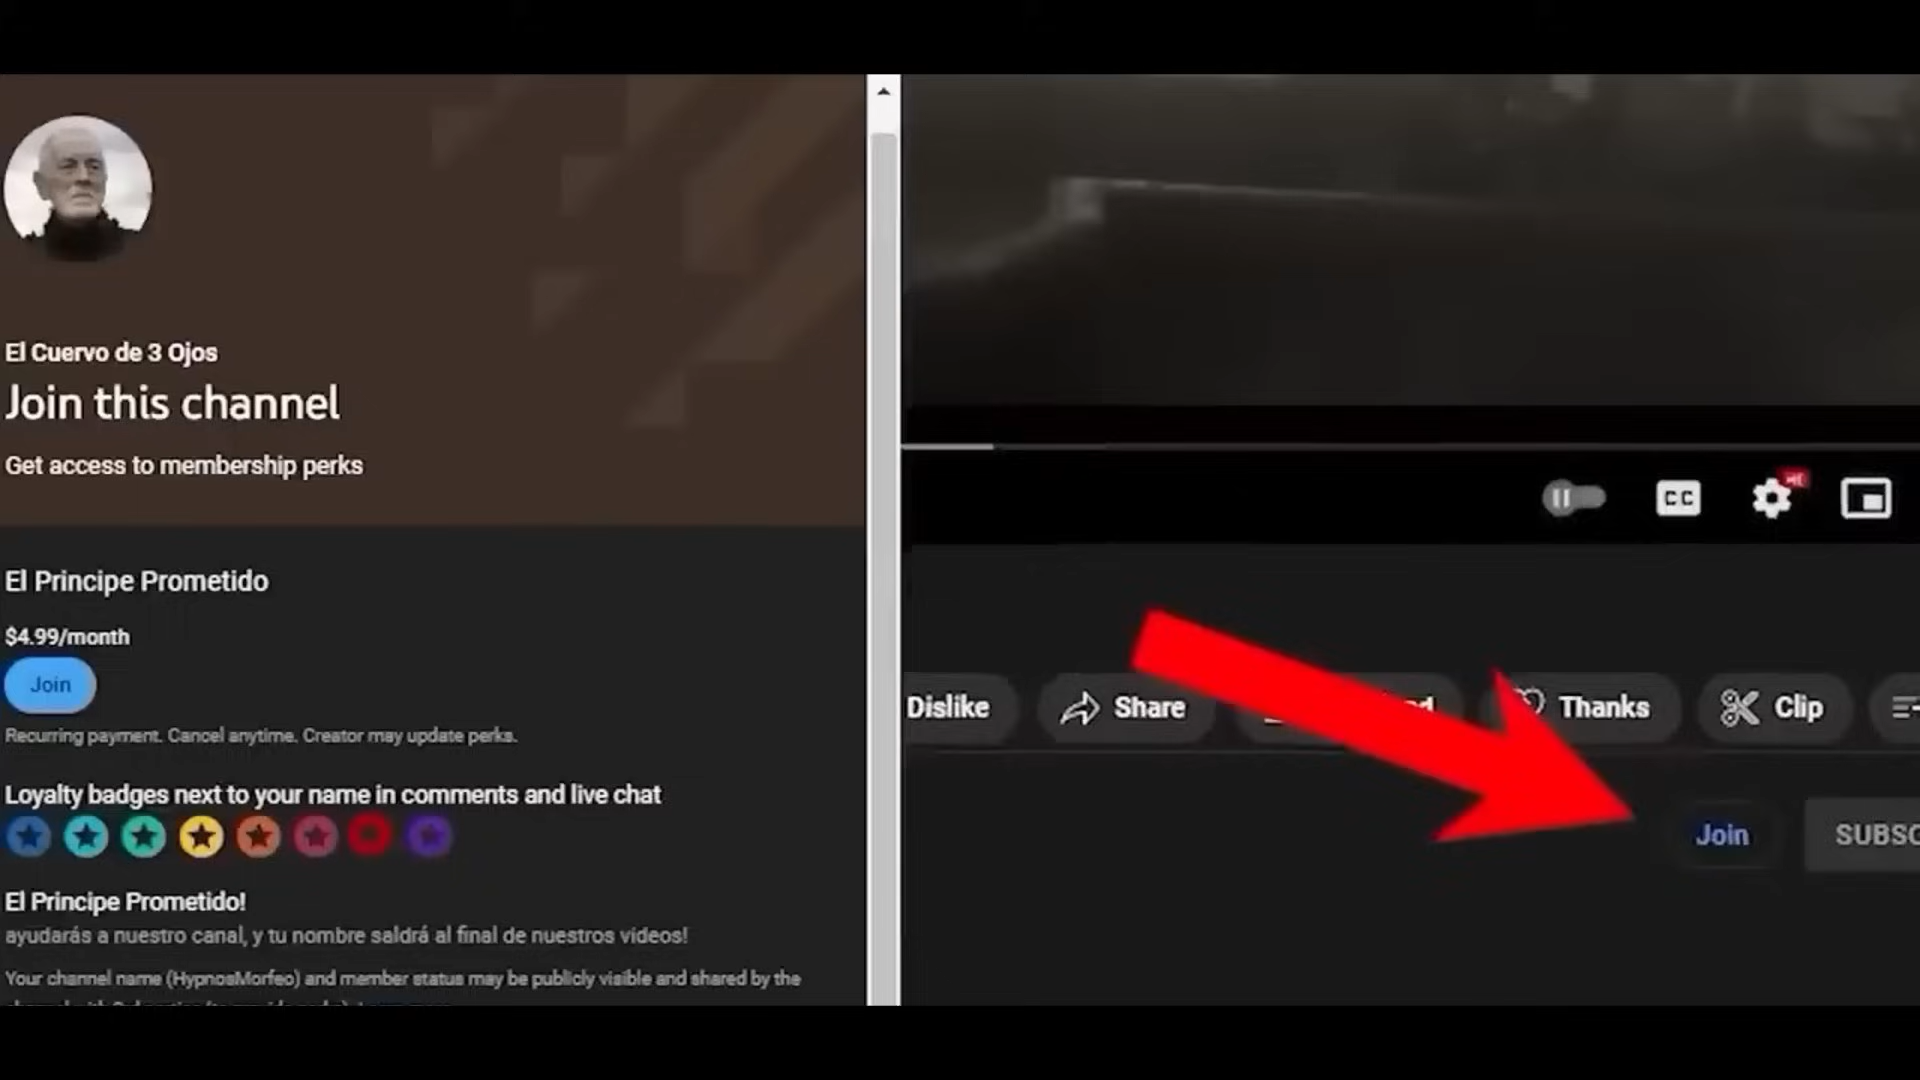 El Cuervo de 3 Ojos
Join this channel
Get access to membership perks
El Principe Prometido
$4.99/month
Join
Recurring payment. Cancel anytime. Creator may update perks.
Loyalty badges next to your name in comments and live chat
El Principe Prometido!
ayudarás a nuestro canal, y tu nombre saldrá al final de nuestros videos!
Your channel name (HypnosMorfeo) and member status may be publicly visible and shared by the
CC
Dislike
Share
Thanks
Clip
Join
SUBSC